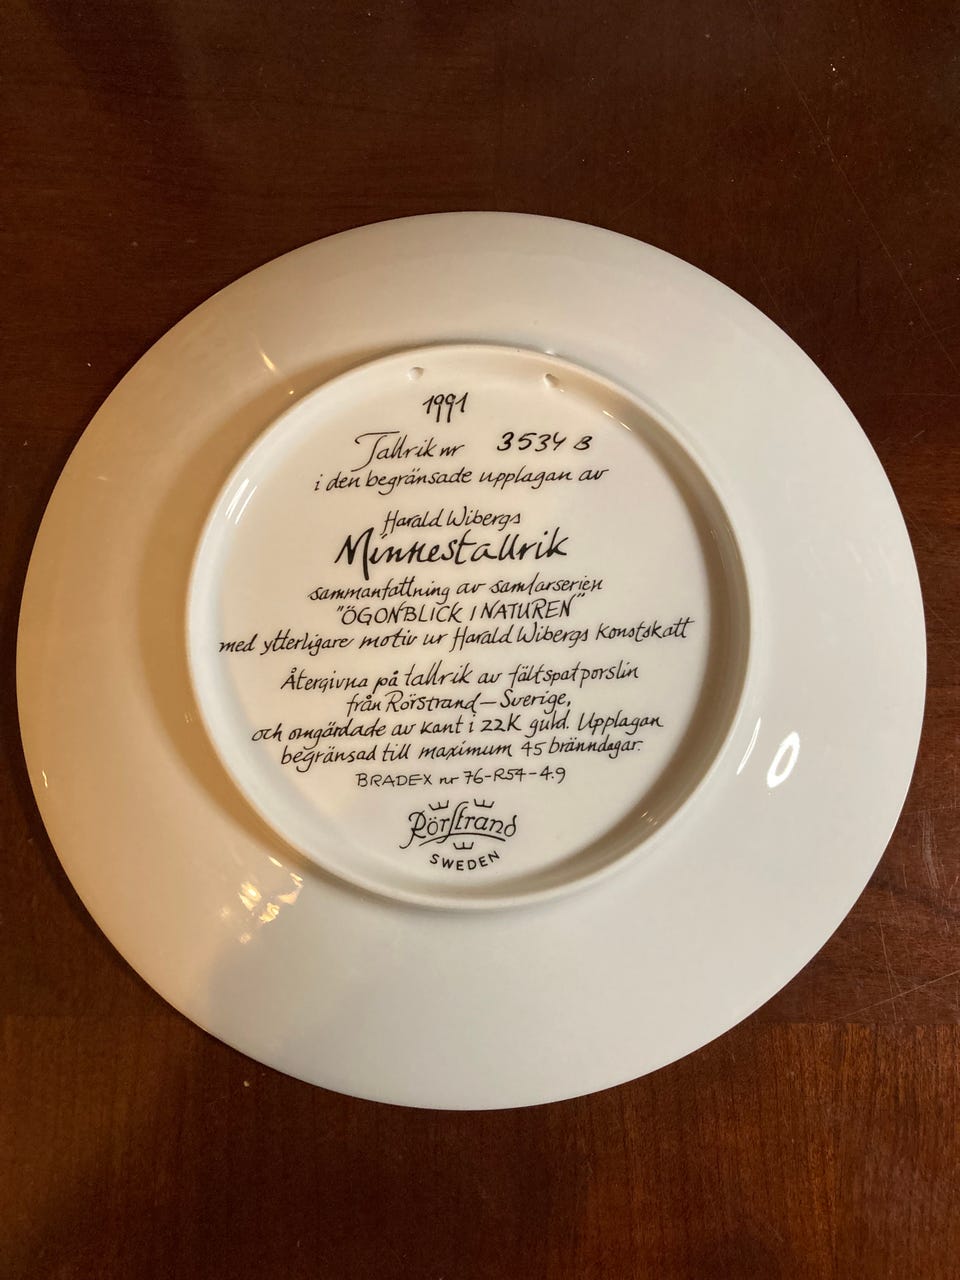 1991
Tallrik nr 3534 B
i den begränsade upplagan av
Harald Wibergs
Minnestallrik
sammanfattning av samlarserien
"ÖGONBLICK I NATUREN"
med ytterligare motiv ur Harald Wibergs Konstskatt
Återgivna på tallrik av fältspatporslin
från Rörstrand – Sverige,
och omgärdade av kant i 22K guld. Upplagan
begränsad till maximum 45 bränndagar.
BRADEX nr 76-R54-4.9
Rörstrand
SWEDEN